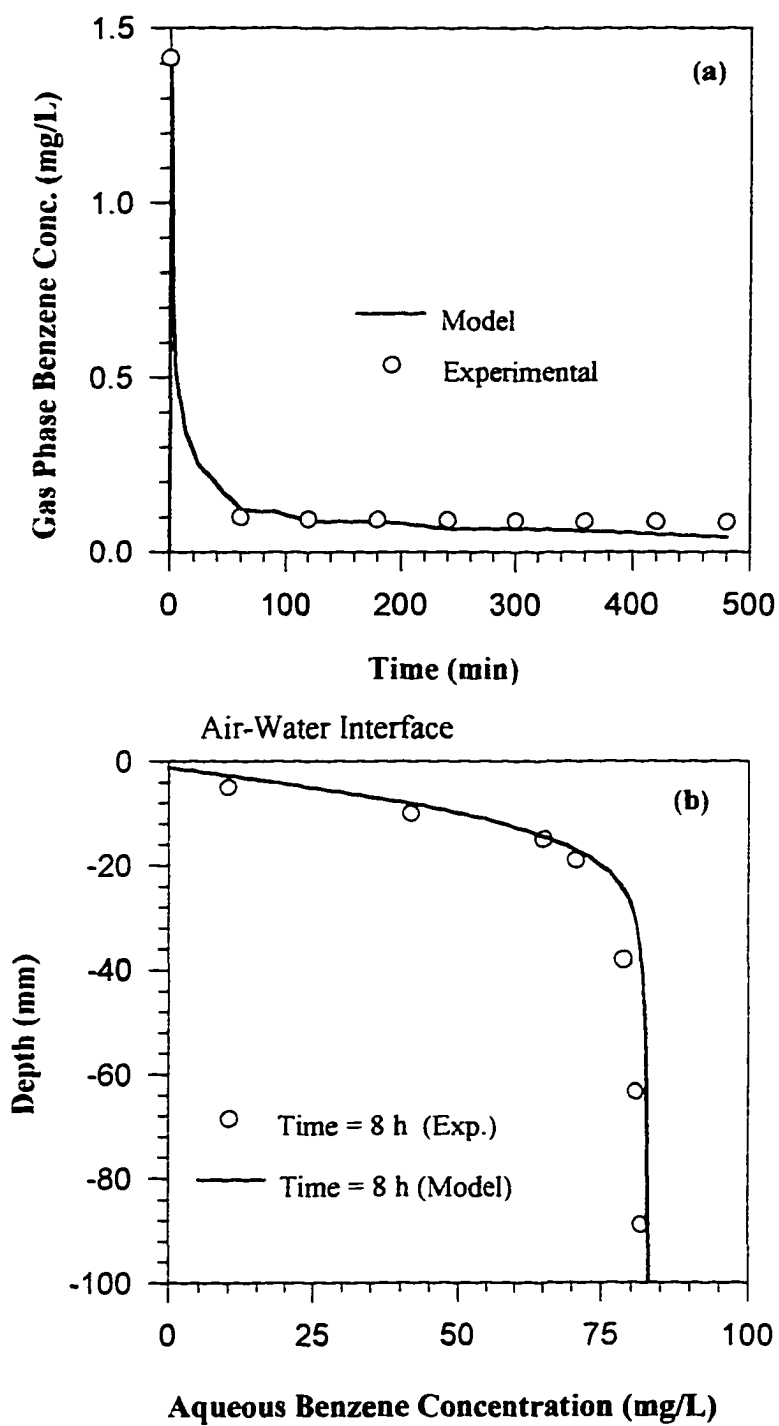 1.5
(a)
1.0
0.5
0.0
Gas Phase Benzene Conc. (mg/L)
Model
Experimental
0 100 200 300 400 500
Time (min)
Air-Water Interface
0
(b)
-20
-40
-60
-80
-100
Depth (mm)
Time = 8 h (Exp.)
Time = 8 h (Model)
0 25 50 75 100
Aqueous Benzene Concentration (mg/L)